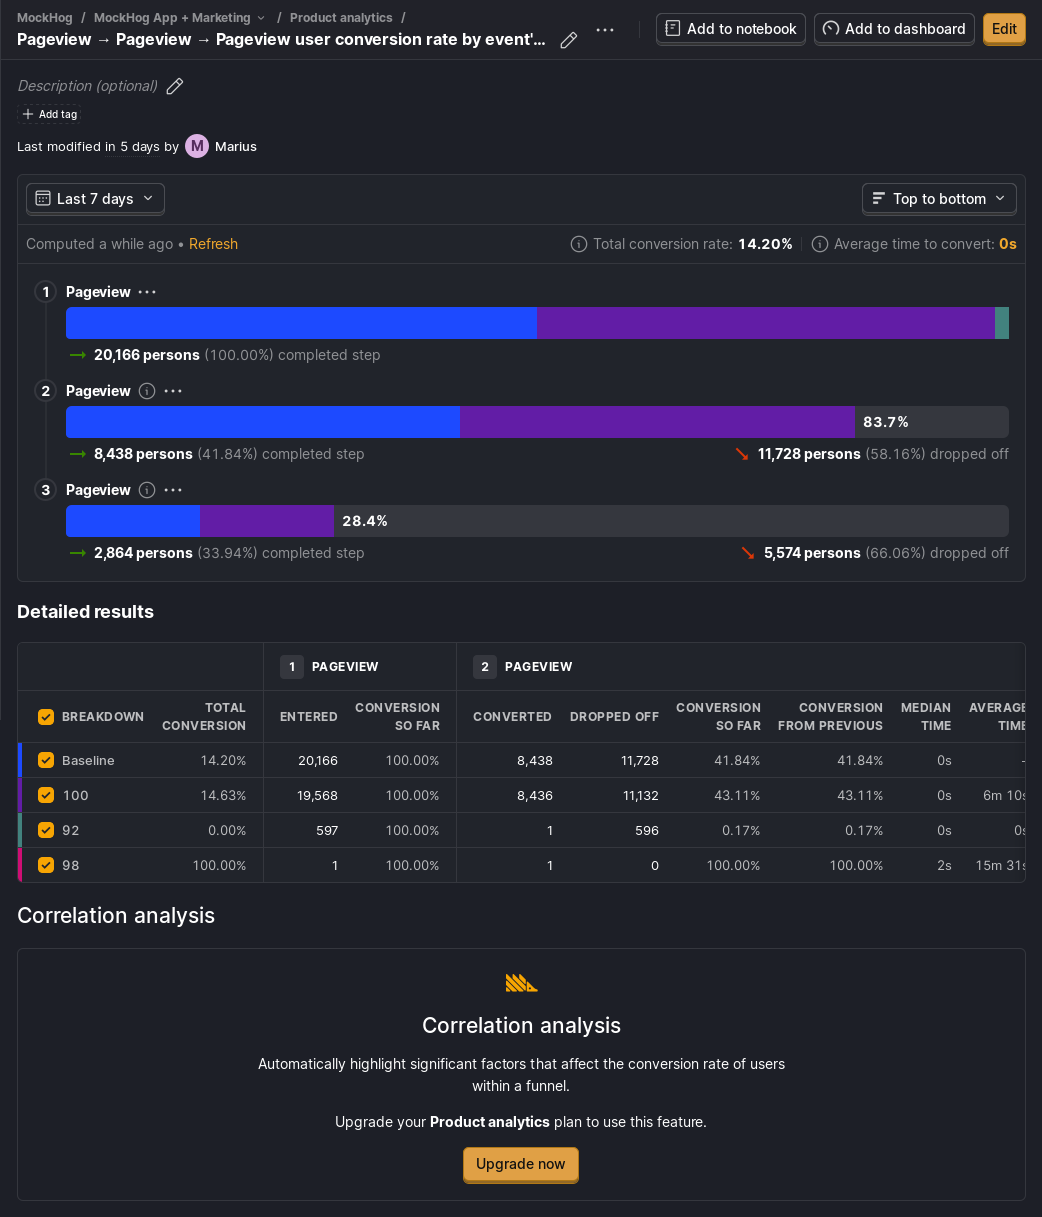 MockHog / MockHog App + Marketing / Product analytics /
Pageview → Pageview → Pageview user conversion rate by event'...
Add to notebook
Add to dashboard
Edit
Description (optional)
Add tag
Last modified in 5 days by M Marius
Last 7 days
Top to bottom
Computed a while ago • Refresh
Total conversion rate: 14.20%
Average time to convert: 0s
1 Pageview
20,166 persons (100.00%) completed step
2 Pageview
83.7%
8,438 persons (41.84%) completed step
11,728 persons (58.16%) dropped off
3 Pageview
28.4%
2,864 persons (33.94%) completed step
5,574 persons (66.06%) dropped off
Detailed results
1 PAGEVIEW
2 PAGEVIEW
BREAKDOWN
TOTAL CONVERSION
ENTERED
CONVERSION SO FAR
CONVERTED
DROPPED OFF
CONVERSION SO FAR
CONVERSION FROM PREVIOUS
MEDIAN TIME
AVERAGE TIME
Baseline 14.20% 20,166 100.00% 8,438 11,728 41.84% 41.84% 0s -
100 14.63% 19,568 100.00% 8,436 11,132 43.11% 43.11% 0s 6m 10s
92 0.00% 597 100.00% 1 596 0.17% 0.17% 0s 0s
98 100.00% 1 100.00% 1 0 100.00% 100.00% 2s 15m 31s
Correlation analysis
Correlation analysis
Automatically highlight significant factors that affect the conversion rate of users
within a funnel.
Upgrade your Product analytics plan to use this feature.
Upgrade now